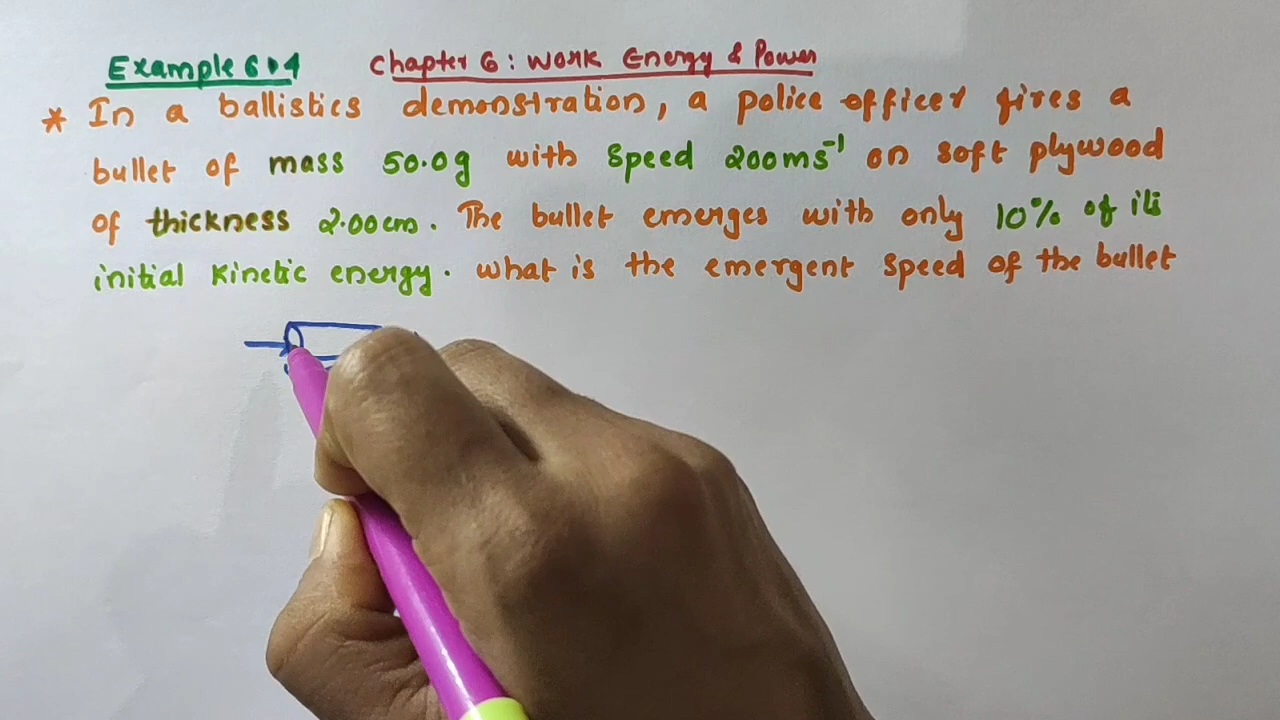 Example 6.4 Chapter 6: Work Energy & Power
* In a ballistics demonstration, a police officer fires a
bullet of mass 50.0g with speed 200ms⁻¹ on soft plywood
of thickness 2.00cm. The bullet emerges with only 10% of its
initial kinetic energy. what is the emergent speed of the bullet